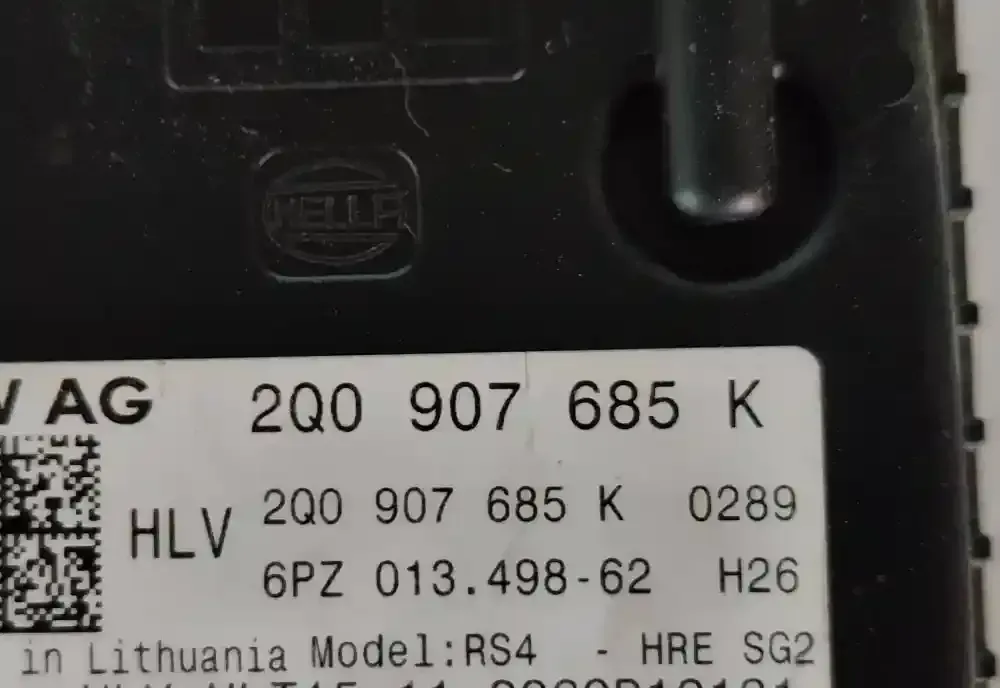 HELLA
AG 2Q0 907 685 K
HLV 2Q0 907 685 K 0289
6PZ 013.498-62 H26
in Lithuania Model:RS4 - HRE SG2